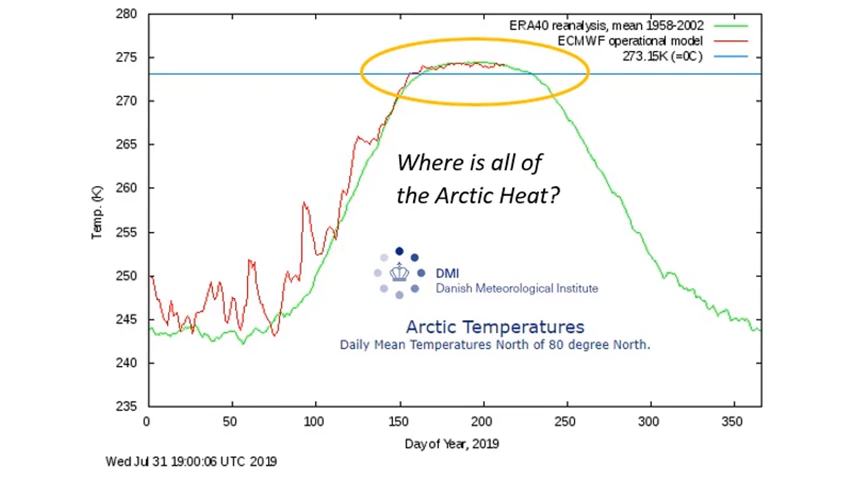 280
275
270
265
260
255
250
245
240
235
Temp. (K)
ERA40 reanalysis, mean 1958-2002
ECMWF operational model
273.15K (=0C)
Where is all of
the Arctic Heat?
DMI
Danish Meteorological Institute
Arctic Temperatures
Daily Mean Temperatures North of 80 degree North.
0 50 100 150 200 250 300 350
Day of Year, 2019
Wed Jul 31 19:00:06 UTC 2019